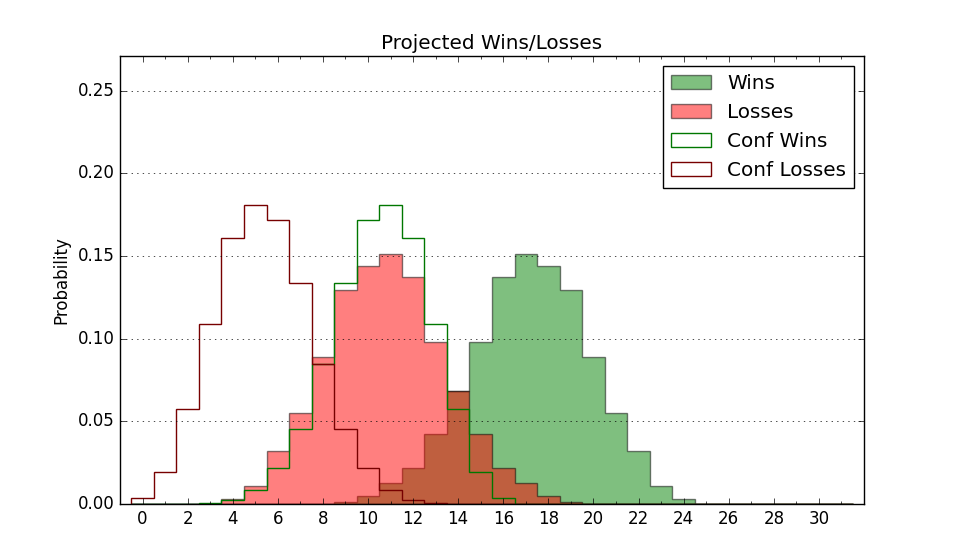 Projected Wins/Losses
Wins
Losses
Conf Wins
Conf Losses
Probability
0.25
0.20
0.15
0.10
0.05
0.00
0 2 4 6 8 10 12 14 16 18 20 22 24 26 28 30